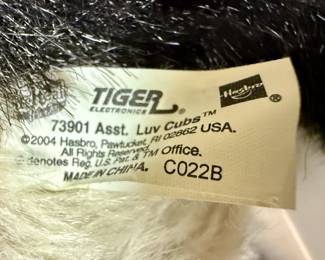 TIGER Hasbro
ELECTRONICS ®
73901 Asst. Luv Cubs™
©2004 Hasbro, Pawtucket, RI 02862 USA.
All Rights Reserved. TM
denotes Reg. U.S. Pat. & TM Office.
MADE IN CHINA. C022B